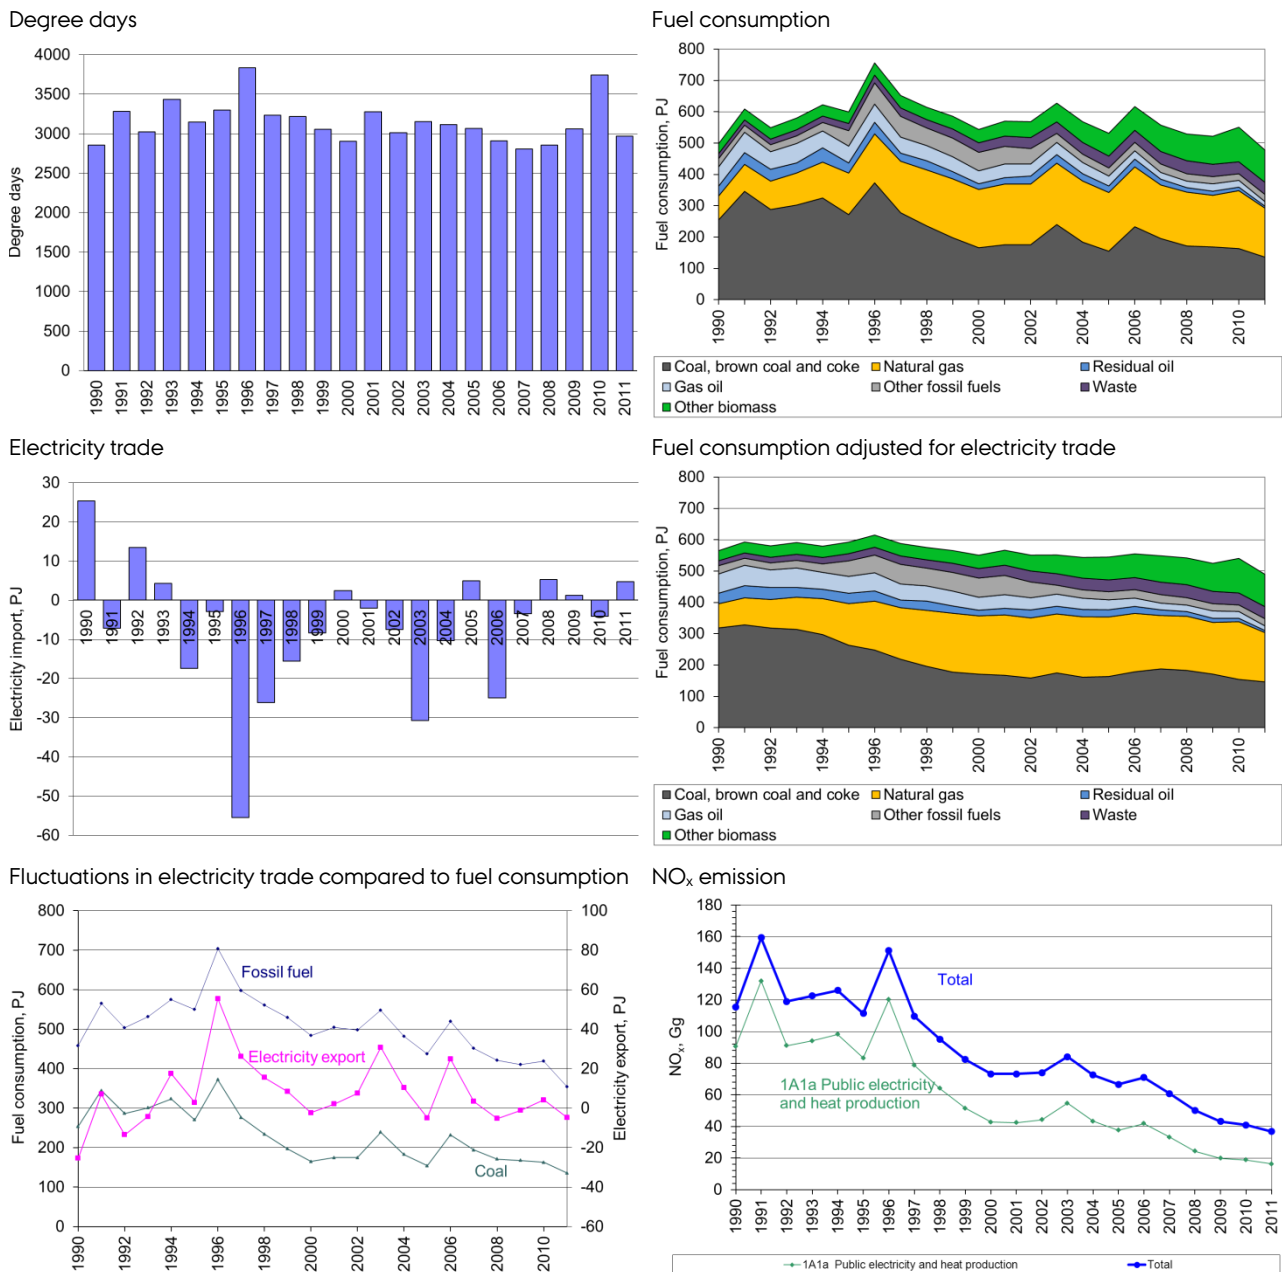 Degree days
4000
3500
3000
2500
2000
1500
1000
500
0
Degree days
1990 1991 1992 1993 1994 1995 1996 1997 1998 1999 2000 2001 2002 2003 2004 2005 2006 2007 2008 2009 2010 2011
Fuel consumption
800
700
600
500
400
300
200
100
0
Fuel consumption, PJ
1990 1992 1994 1996 1998 2000 2002 2004 2006 2008 2010
Coal, brown coal and coke Natural gas Residual oil
Gas oil Other fossil fuels Waste
Other biomass
Electricity trade
30
20
10
0
-10
-20
-30
-40
-50
-60
Electricity import, PJ
1990 1991 1992 1993 1994 1995 1996 1997 1998 1999 2000 2001 2002 2003 2004 2005 2006 2007 2008 2009 2010 2011
Fuel consumption adjusted for electricity trade
800
700
600
500
400
300
200
100
0
Fuel consumption, PJ
1990 1992 1994 1996 1998 2000 2002 2004 2006 2008 2010
Coal, brown coal and coke Natural gas Residual oil
Gas oil Other fossil fuels Waste
Other biomass
Fluctuations in electricity trade compared to fuel consumption
800
700
600
500
400
300
200
100
0
Fuel consumption, PJ
100
80
60
40
20
0
-20
-40
-60
Electricity export, PJ
Fossil fuel
Electricity export
Coal
1990 1992 1994 1996 1998 2000 2002 2004 2006 2008 2010
NOₓ emission
180
160
140
120
100
80
60
40
20
0
NOₓ, Gg
Total
1A1a Public electricity
and heat production
1990 1991 1992 1993 1994 1995 1996 1997 1998 1999 2000 2001 2002 2003 2004 2005 2006 2007 2008 2009 2010 2011
1A1a Public electricity and heat production Total